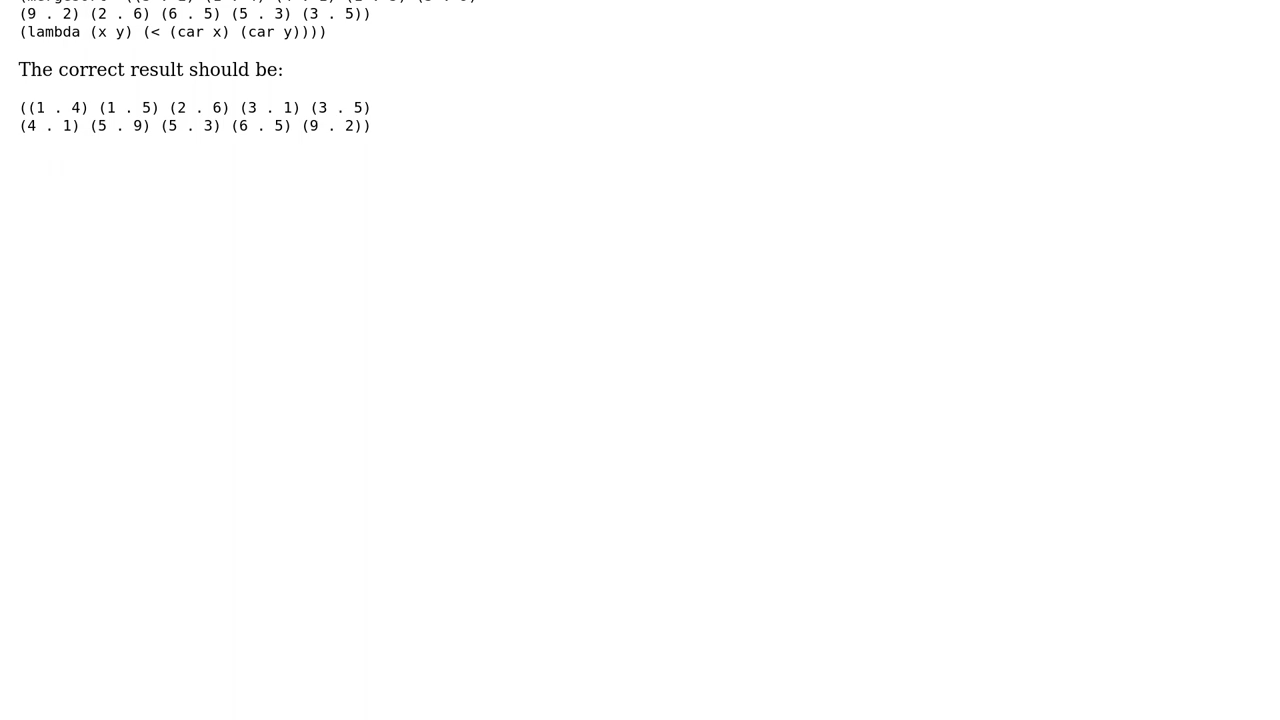 (9 . 2) (2 . 6) (6 . 5) (5 . 3) (3 . 5))
(lambda (x y) (< (car x) (car y))))
The correct result should be:
((1 . 4) (1 . 5) (2 . 6) (3 . 1) (3 . 5)
(4 . 1) (5 . 9) (5 . 3) (6 . 5) (9 . 2))